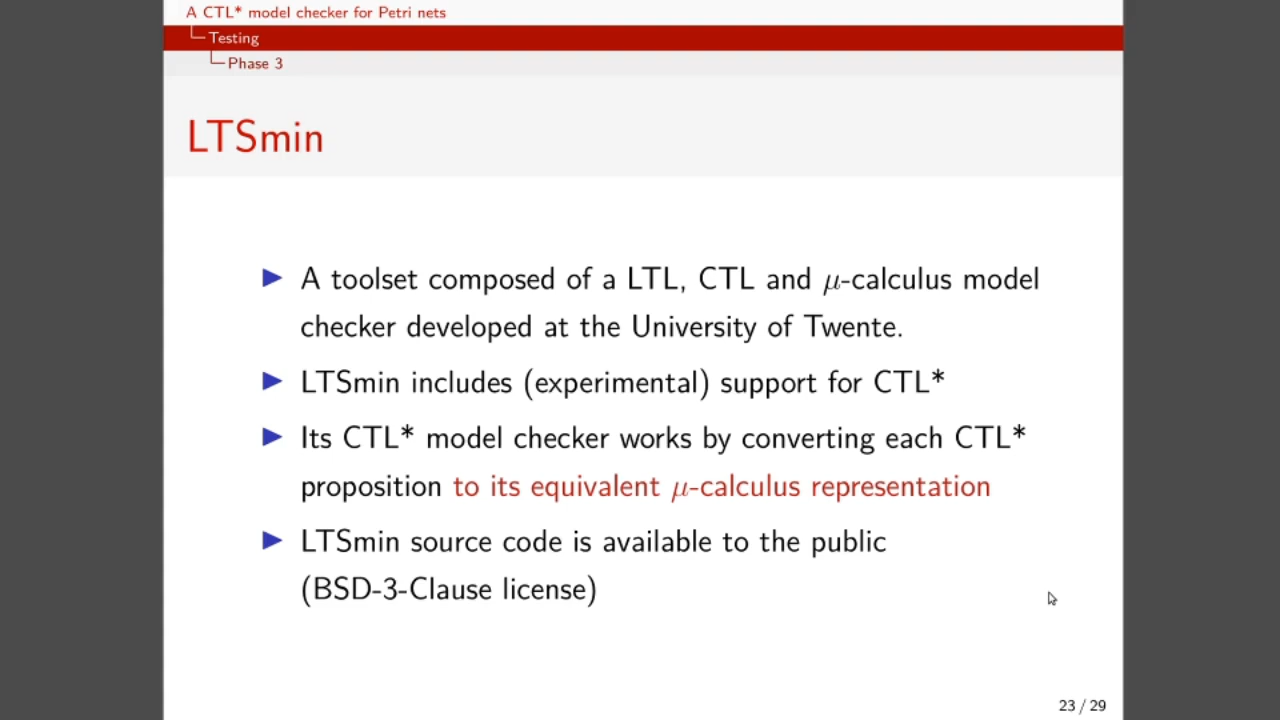 A CTL* model checker for Petri nets
Testing
Phase 3
LTSmin
A toolset composed of a LTL, CTL and μ-calculus model
checker developed at the University of Twente.
LTSmin includes (experimental) support for CTL*
Its CTL* model checker works by converting each CTL*
proposition to its equivalent μ-calculus representation
LTSmin source code is available to the public
(BSD-3-Clause license)
23 / 29